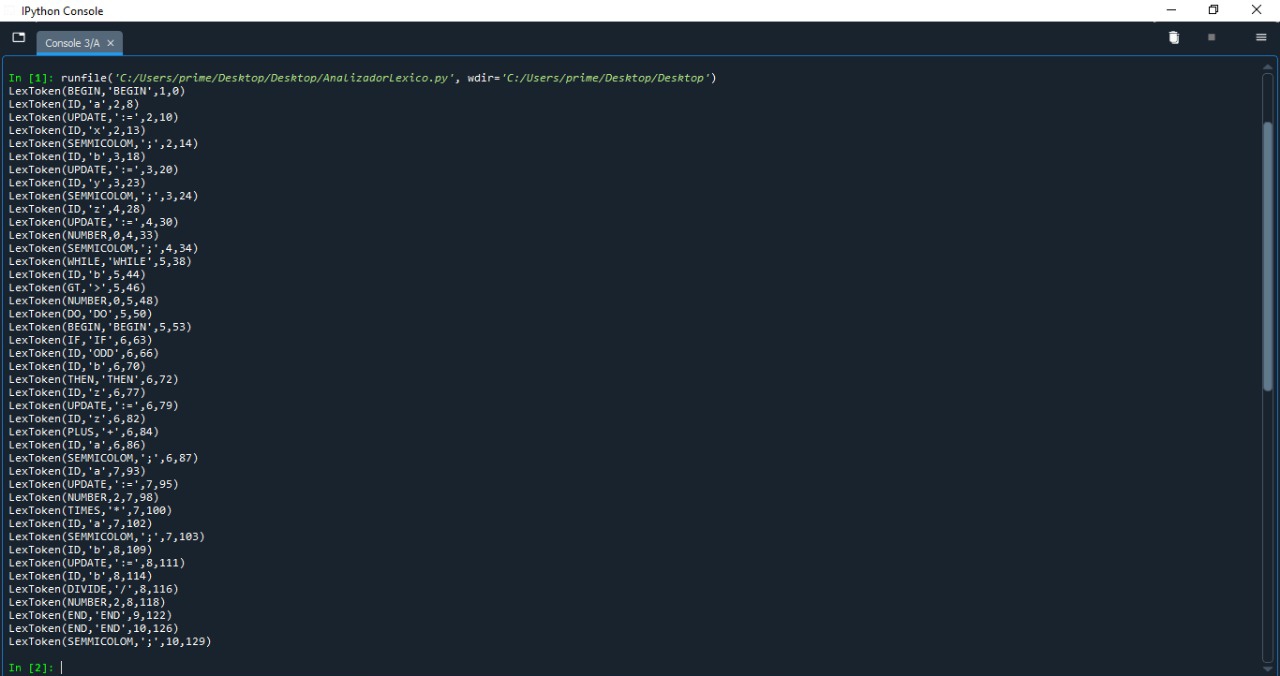 IPython Console
Console 3/A
In [1]: runfile('C:/Users/prime/Desktop/Desktop/AnalizadorLexico.py', wdir='C:/Users/prime/Desktop/Desktop')
LexToken(BEGIN,'BEGIN',1,0)
LexToken(ID,'a',2,8)
LexToken(UPDATE,':=',2,10)
LexToken(ID,'x',2,13)
LexToken(SEMMICOLOM,';',2,14)
LexToken(ID,'b',3,18)
LexToken(UPDATE,':=',3,20)
LexToken(ID,'y',3,23)
LexToken(SEMMICOLOM,';',3,24)
LexToken(ID,'z',4,28)
LexToken(UPDATE,':=',4,30)
LexToken(NUMBER,0,4,33)
LexToken(SEMMICOLOM,';',4,34)
LexToken(WHILE,'WHILE',5,38)
LexToken(ID,'b',5,44)
LexToken(GT,'>',5,46)
LexToken(NUMBER,0,5,48)
LexToken(DO,'DO',5,50)
LexToken(BEGIN,'BEGIN',5,53)
LexToken(IF,'IF',6,63)
LexToken(ID,'ODD',6,66)
LexToken(ID,'b',6,70)
LexToken(THEN,'THEN',6,72)
LexToken(ID,'z',6,77)
LexToken(UPDATE,':=',6,79)
LexToken(ID,'z',6,82)
LexToken(PLUS,'+',6,84)
LexToken(ID,'a',6,86)
LexToken(SEMMICOLOM,';',6,87)
LexToken(ID,'a',7,93)
LexToken(UPDATE,':=',7,95)
LexToken(NUMBER,2,7,98)
LexToken(TIMES,'*',7,100)
LexToken(ID,'a',7,102)
LexToken(SEMMICOLOM,';',7,103)
LexToken(ID,'b',8,109)
LexToken(UPDATE,':=',8,111)
LexToken(ID,'b',8,114)
LexToken(DIVIDE,'/',8,116)
LexToken(NUMBER,2,8,118)
LexToken(END,'END',9,122)
LexToken(END,'END',10,126)
LexToken(SEMMICOLOM,';',10,129)
In [2]: